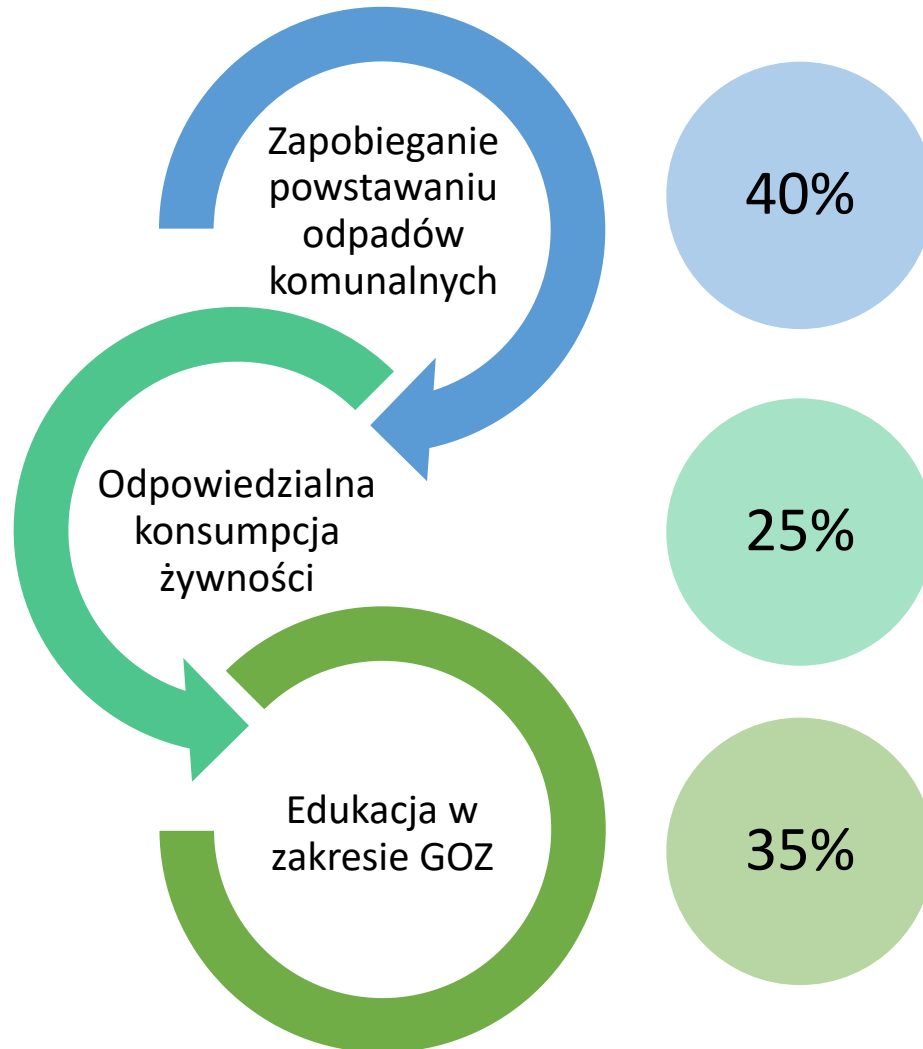 Zapobieganie
powstawaniu
odpadów
komunalnych
40%
Odpowiedzialna
konsumpcja
żywności
25%
Edukacja w
zakresie GOZ
35%